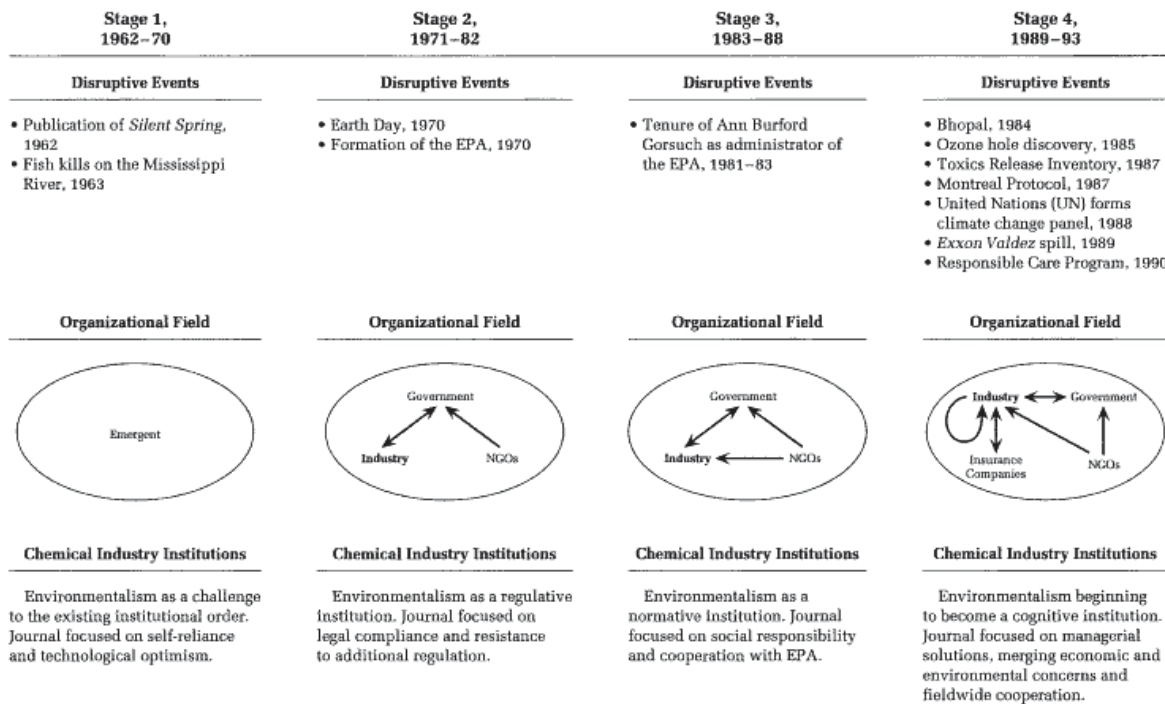 Stage 1,
1962–70
Disruptive Events
• Publication of Silent Spring,
1962
• Fish kills on the Mississippi
River, 1963
Organizational Field
Emergent
Chemical Industry Institutions
Environmentalism as a challenge
to the existing institutional order.
Journal focused on self-reliance
and technological optimism.
Stage 2,
1971–82
Disruptive Events
• Earth Day, 1970
• Formation of the EPA, 1970
Organizational Field
Government
Industry
NGOs
Chemical Industry Institutions
Environmentalism as a regulative
institution. Journal focused on
legal compliance and resistance
to additional regulation.
Stage 3,
1983–88
Disruptive Events
• Tenure of Ann Burford
Gorsuch as administrator of
the EPA, 1981–83
Organizational Field
Government
Industry
NGOs
Chemical Industry Institutions
Environmentalism as a
normative institution. Journal
focused on social responsibility
and cooperation with EPA.
Stage 4,
1989–93
Disruptive Events
• Bhopal, 1984
• Ozone hole discovery, 1985
• Toxics Release Inventory, 1987
• Montreal Protocol, 1987
• United Nations (UN) forms
climate change panel, 1988
• Exxon Valdez spill, 1989
• Responsible Care Program, 1990
Organizational Field
Industry
Government
Insurance
Companies
NGOs
Chemical Industry Institutions
Environmentalism beginning
to become a cognitive institution.
Journal focused on managerial
solutions, merging economic and
environmental concerns and
fieldwide cooperation.